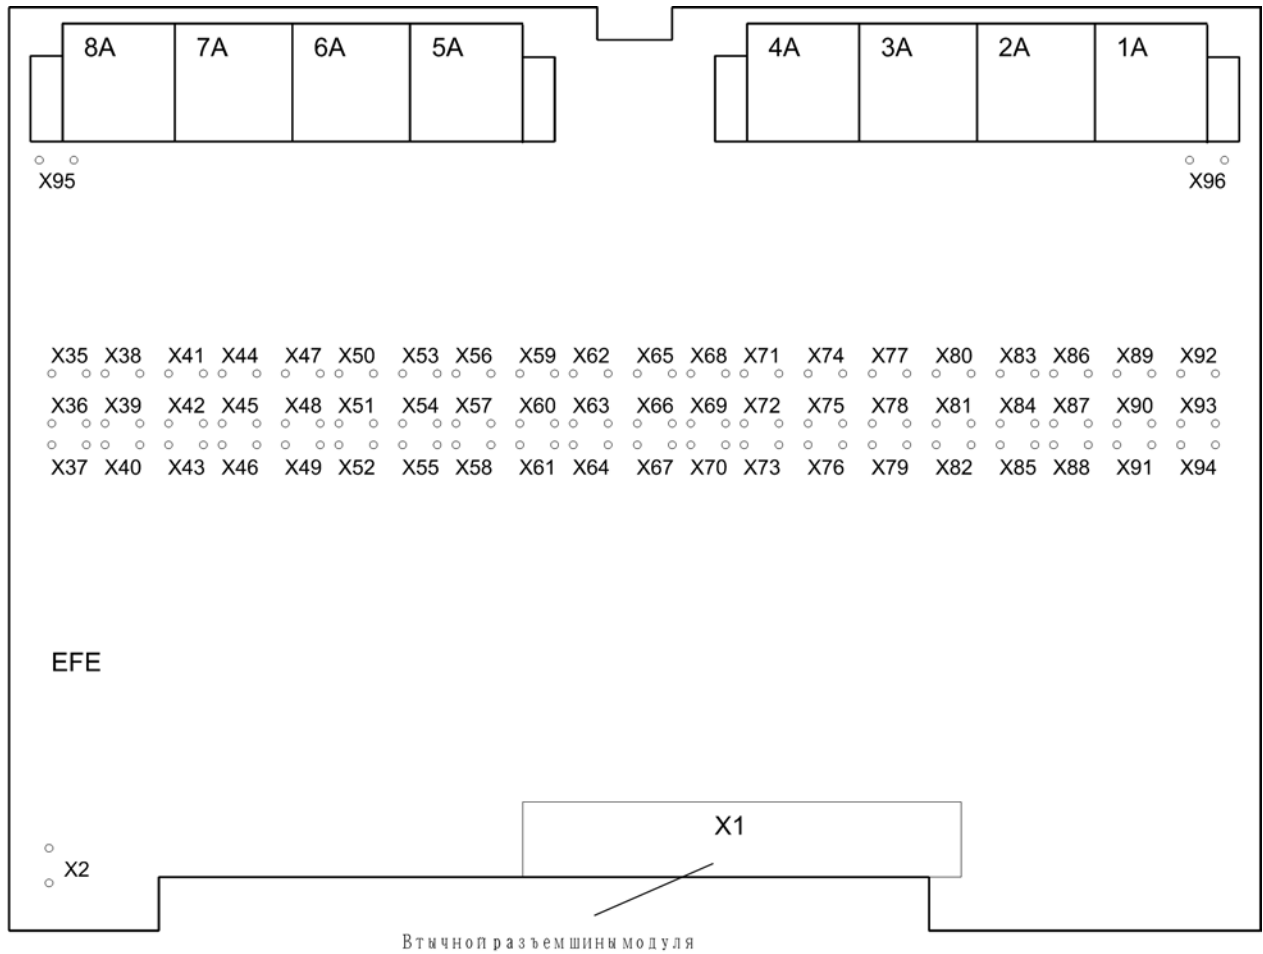 8A 7A 6A 5A 4A 3A 2A 1A
X95 X96
X35 X38 X41 X44 X47 X50 X53 X56 X59 X62 X65 X68 X71 X74 X77 X80 X83 X86 X89 X92
X36 X39 X42 X45 X48 X51 X54 X57 X60 X63 X66 X69 X72 X75 X78 X81 X84 X87 X90 X93
X37 X40 X43 X46 X49 X52 X55 X58 X61 X64 X67 X70 X73 X76 X79 X82 X85 X88 X91 X94
EFE
X1
X2
Втычной разъем шины модуля